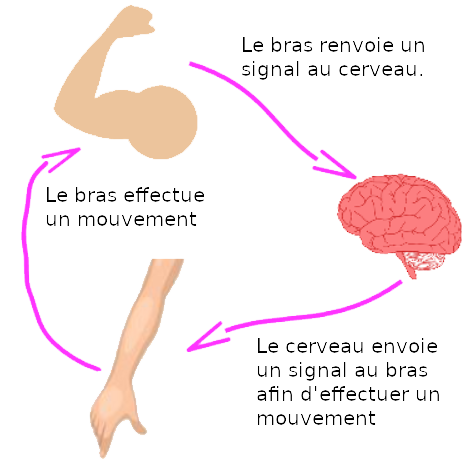 Le bras renvoie un
signal au cerveau.
Le bras effectue
un mouvement
Le cerveau envoie
un signal au bras
afin d'effectuer un
mouvement